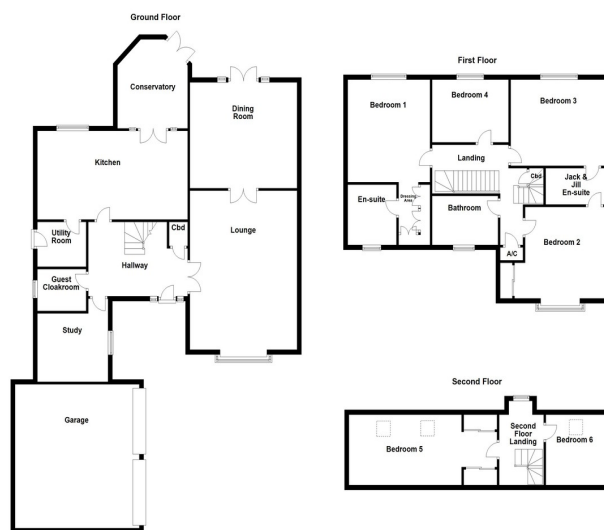 Ground Floor
Conservatory
Dining
Room
Kitchen
Lounge
Utility
Room
Cbd
Hallway
Guest
Cloakroom
Study
Garage
First Floor
Bedroom 1
Bedroom 4
Bedroom 3
Landing
Cbd
Jack &
Jill
En-suite
En-suite
Dressing
Area
Bathroom
A/C
Bedroom 2
Second Floor
Bedroom 5
Second
Floor
Landing
Bedroom 6